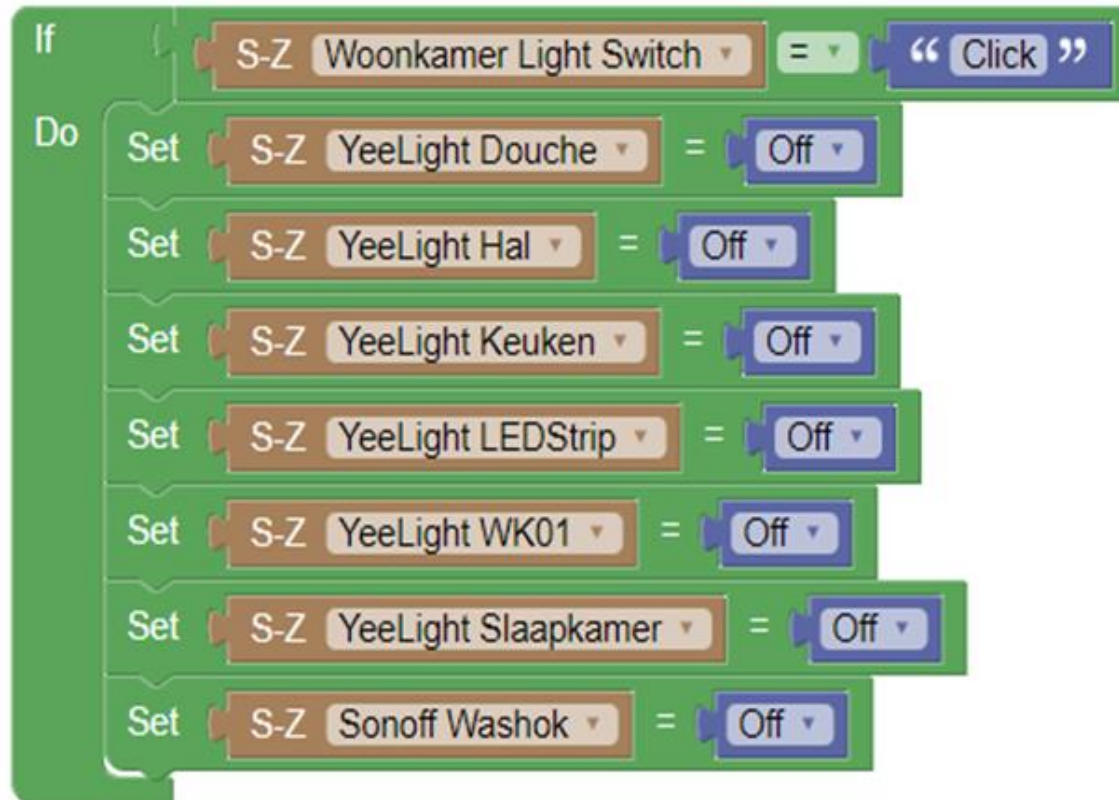 If S-Z Woonkamer Light Switch = “ Click ”
Do Set S-Z YeeLight Douche = Off
Set S-Z YeeLight Hal = Off
Set S-Z YeeLight Keuken = Off
Set S-Z YeeLight LEDStrip = Off
Set S-Z YeeLight WK01 = Off
Set S-Z YeeLight Slaapkamer = Off
Set S-Z Sonoff Washok = Off